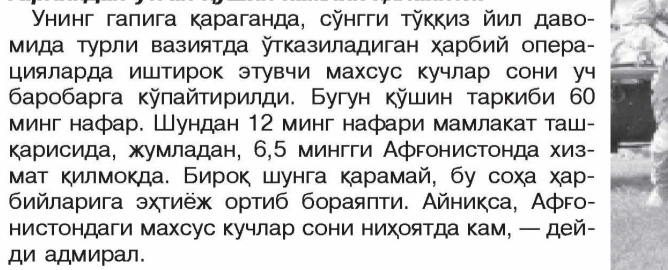 Унинг гапига қараганда, сўнгги тўққиз йил даво-
мида турли вазиятда ўтказиладиган ҳарбий опера-
цияларда иштирок этувчи махсус кучлар сони уч
баробарга кўпайтирилди. Бугун қўшин таркиби 60
минг нафар. Шундан 12 минг нафари мамлакат таш-
қарисида, жумладан, 6,5 мингги Афғонистонда хиз-
мат қилмоқда. Бироқ шунга қарамай, бу соҳа ҳар-
бийларига эҳтиёж ортиб бораяпти. Айниқса, Афғо-
нистондаги махсус кучлар сони ниҳоятда кам, — дей-
ди адмирал.